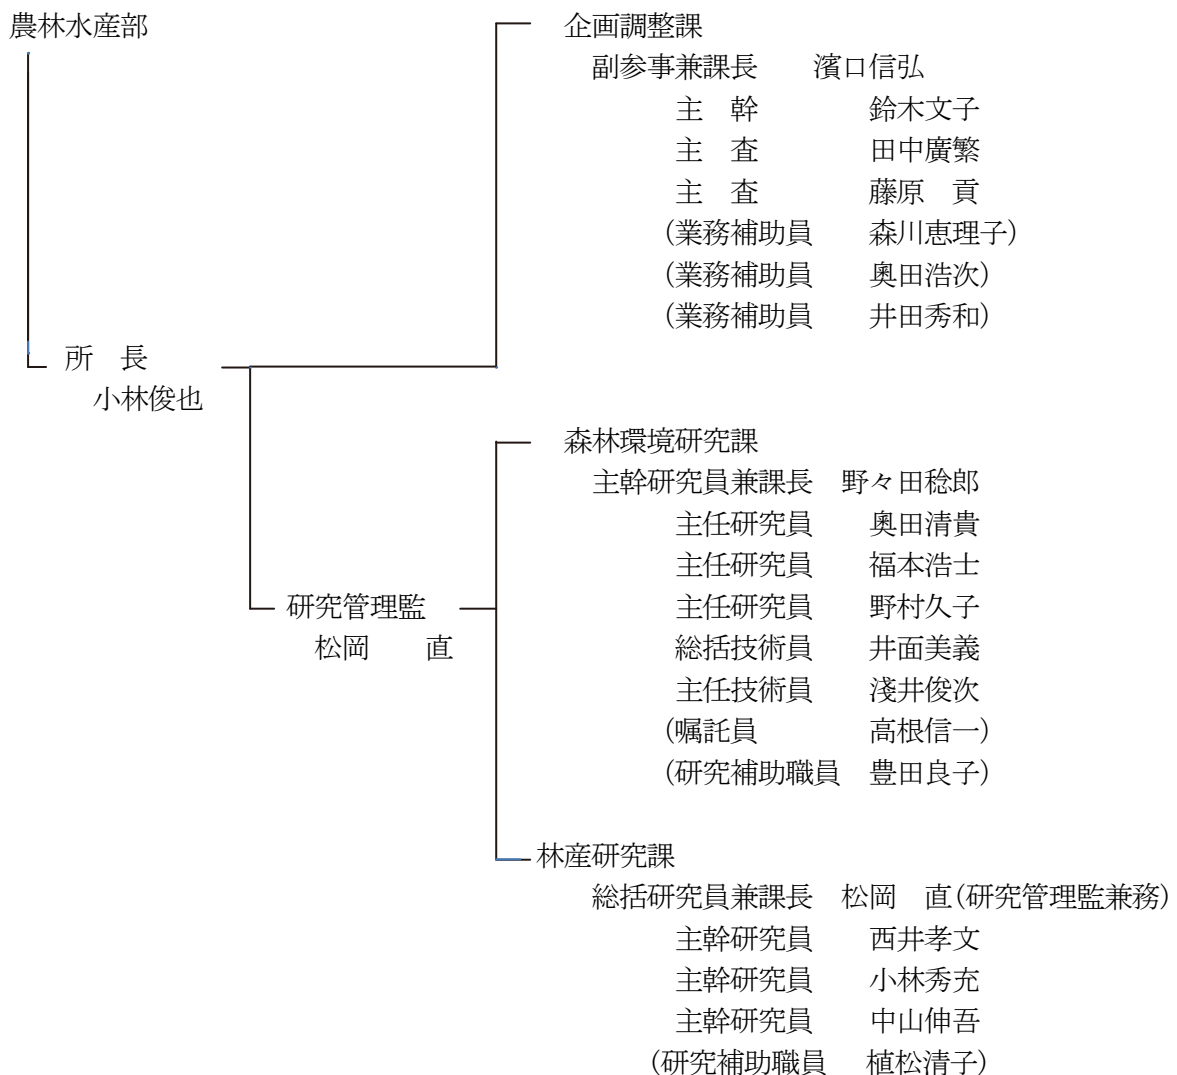 農林水産部
企画調整課
副参事兼課長　　濱口信弘
主　幹　　　　鈴木文子
主　査　　　　田中廣繁
主　査　　　　藤原　貢
（業務補助員　　森川恵理子）
（業務補助員　　奧田浩次）
（業務補助員　　井田秀和）
所　長
小林俊也
森林環境研究課
主幹研究員兼課長　野々田稔郎
主任研究員　　奧田清貴
主任研究員　　福本浩士
主任研究員　　野村久子
総括技術員　　井面美義
主任技術員　　淺井俊次
（嘱託員　　　　高根信一）
（研究補助職員　豊田良子）
研究管理監
松岡　　直
林産研究課
総括研究員兼課長　松岡　直（研究管理監兼務）
主幹研究員　　西井孝文
主幹研究員　　小林秀充
主幹研究員　　中山伸吾
（研究補助職員　植松清子）